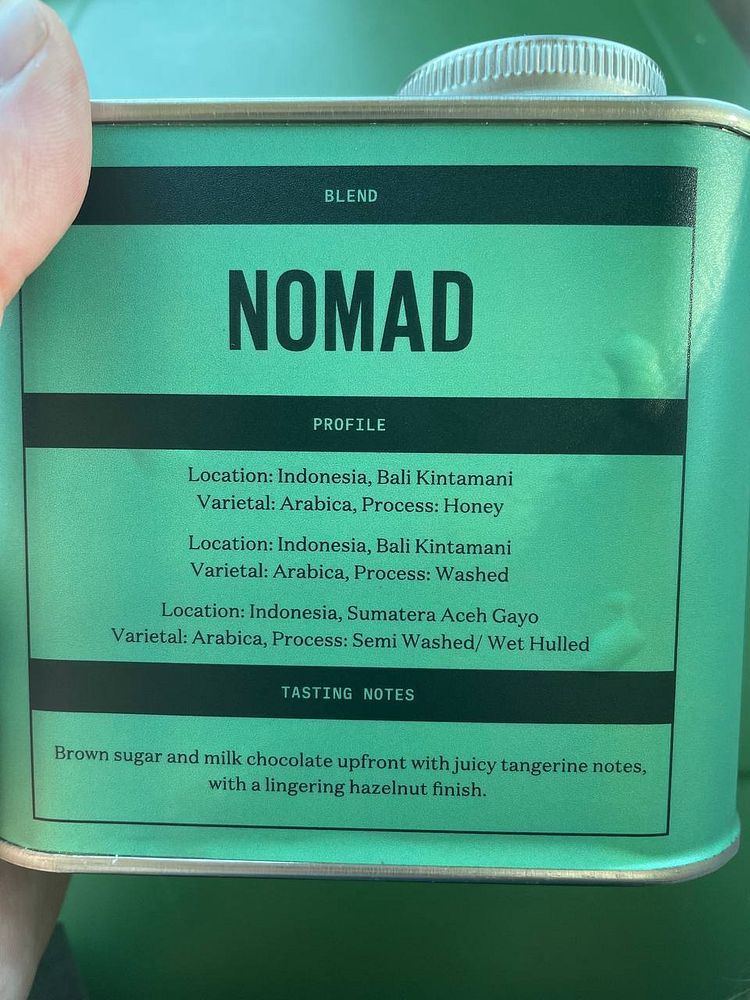 BLEND
NOMAD
PROFILE
Location: Indonesia, Bali Kintamani
Varietal: Arabica, Process: Honey
Location: Indonesia, Bali Kintamani
Varietal: Arabica, Process: Washed
Location: Indonesia, Sumatera Aceh Gayo
Varietal: Arabica, Process: Semi Washed/ Wet Hulled
TASTING NOTES
Brown sugar and milk chocolate upfront with juicy tangerine notes,
with a lingering hazelnut finish.